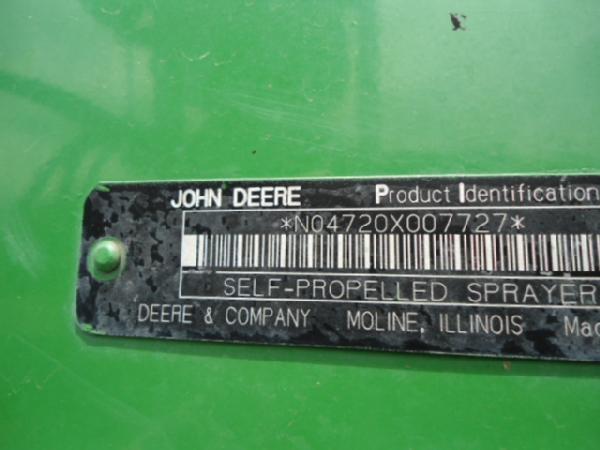 JOHN DEERE Product Identification
*N04720X007727*
SELF-PROPELLED SPRAYER
DEERE & COMPANY MOLINE, ILLINOIS